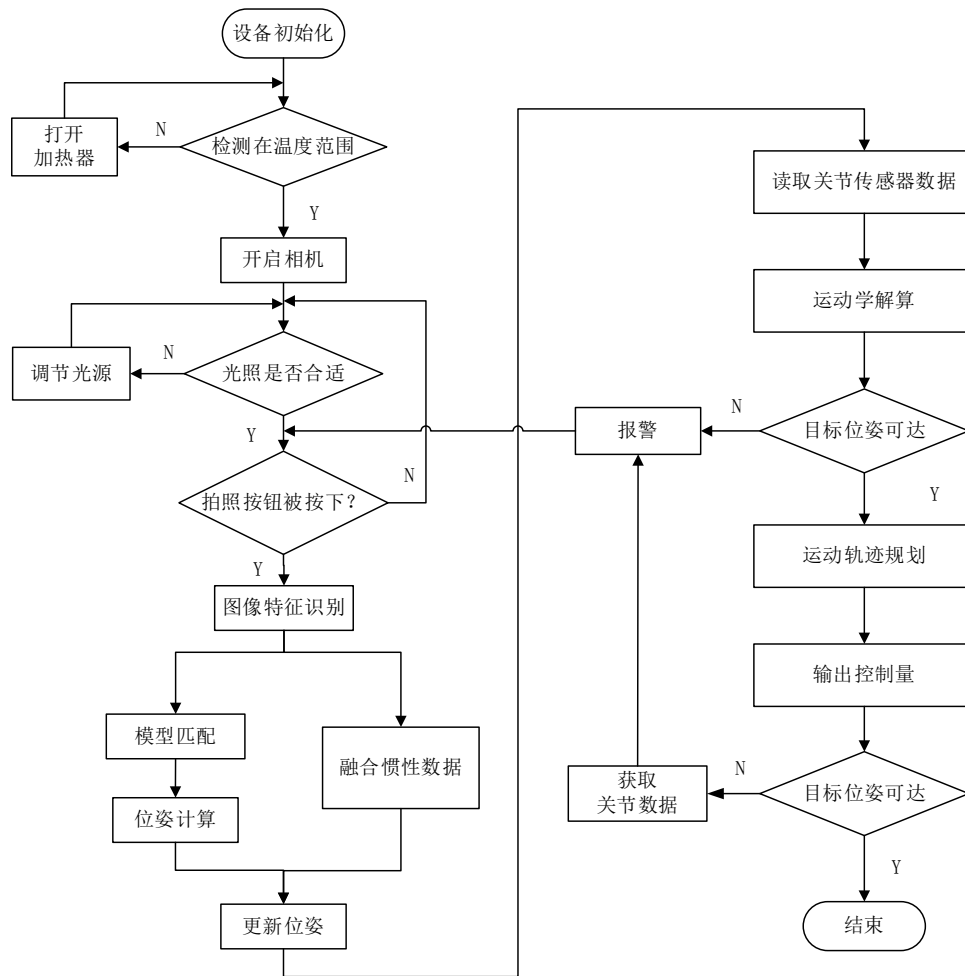 设备初始化
打开
加热器
N
检测在温度范围
Y
开启相机
调节光源
N
光照是否合适
Y
拍照按钮被按下?
N
Y
图像特征识别
模型匹配
融合惯性数据
位姿计算
更新位姿
读取关节传感器数据
运动学解算
目标位姿可达
N
报警
Y
运动轨迹规划
输出控制量
目标位姿可达
N
获取
关节数据
Y
结束